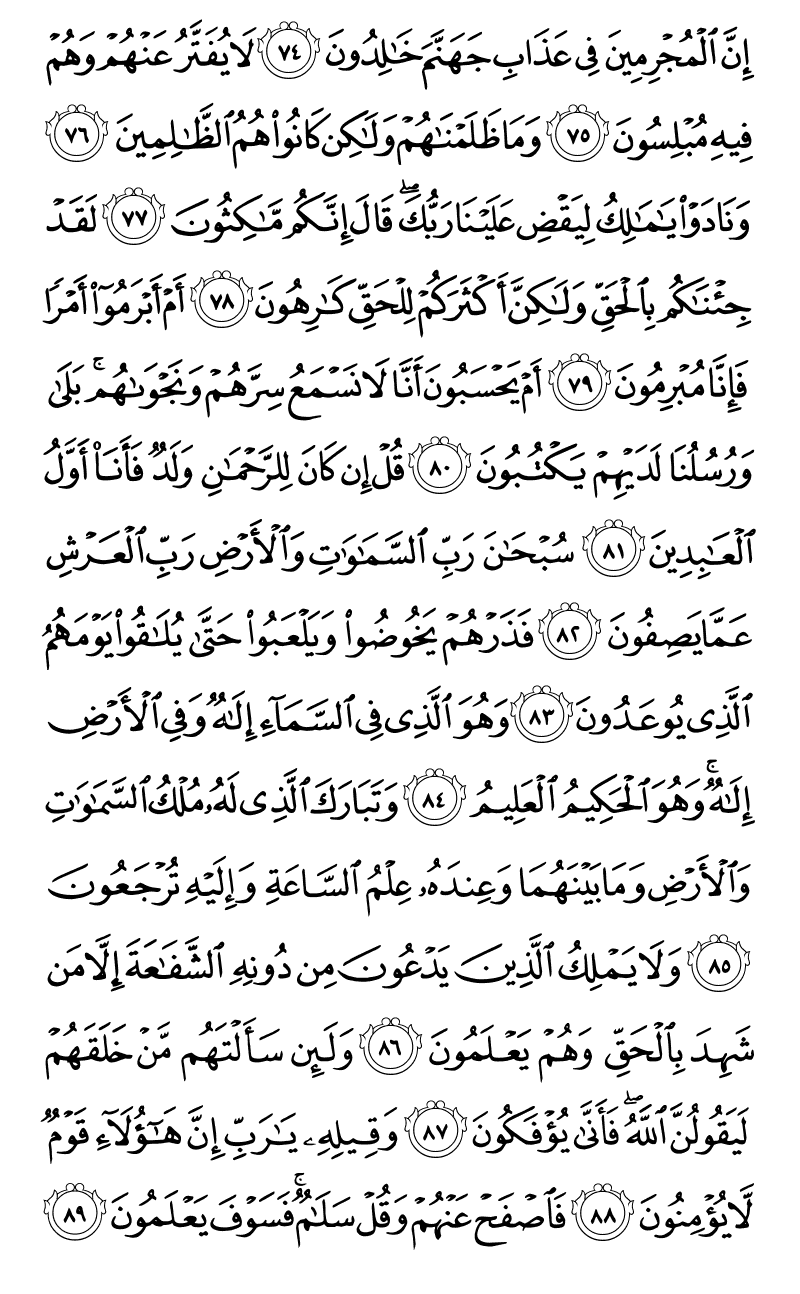 إِنَّ ٱلْمُجْرِمِينَ فِى عَذَابِ جَهَنَّمَ خَٰلِدُونَ ٧٤ لَا يُفَتَّرُ عَنْهُمْ وَهُمْ
فِيهِ مُبْلِسُونَ ٧٥ وَمَا ظَلَمْنَٰهُمْ وَلَٰكِن كَانُوا۟ هُمُ ٱلظَّٰلِمِينَ ٧٦
وَنَادَوْا۟ يَٰمَٰلِكُ لِيَقْضِ عَلَيْنَا رَبُّكَ ۖ قَالَ إِنَّكُم مَّٰكِثُونَ ٧٧ لَقَدْ
جِئْنَٰكُم بِٱلْحَقِّ وَلَٰكِنَّ أَكْثَرَكُمْ لِلْحَقِّ كَٰرِهُونَ ٧٨ أَمْ أَبْرَمُوٓا۟ أَمْرًا
فَإِنَّا مُبْرِمُونَ ٧٩ أَمْ يَحْسَبُونَ أَنَّا لَا نَسْمَعُ سِرَّهُمْ وَنَجْوَىٰهُم ۚ بَلَىٰ
وَرُسُلُنَا لَدَيْهِمْ يَكْتُبُونَ ٨٠ قُلْ إِن كَانَ لِلرَّحْمَٰنِ وَلَدٌ فَأَنَا۠ أَوَّلُ
ٱلْعَٰبِدِينَ ٨١ سُبْحَٰنَ رَبِّ ٱلسَّمَٰوَٰتِ وَٱلْأَرْضِ رَبِّ ٱلْعَرْشِ
عَمَّا يَصِفُونَ ٨٢ فَذَرْهُمْ يَخُوضُوا۟ وَيَلْعَبُوا۟ حَتَّىٰ يُلَٰقُوا۟ يَوْمَهُمُ
ٱلَّذِى يُوعَدُونَ ٨٣ وَهُوَ ٱلَّذِى فِى ٱلسَّمَآءِ إِلَٰهٌ وَفِى ٱلْأَرْضِ
إِلَٰهٌ ۚ وَهُوَ ٱلْحَكِيمُ ٱلْعَلِيمُ ٨٤ وَتَبَارَكَ ٱلَّذِى لَهُۥ مُلْكُ ٱلسَّمَٰوَٰتِ
وَٱلْأَرْضِ وَمَا بَيْنَهُمَا وَعِندَهُۥ عِلْمُ ٱلسَّاعَةِ وَإِلَيْهِ تُرْجَعُونَ
٨٥ وَلَا يَمْلِكُ ٱلَّذِينَ يَدْعُونَ مِن دُونِهِ ٱلشَّفَٰعَةَ إِلَّا مَن
شَهِدَ بِٱلْحَقِّ وَهُمْ يَعْلَمُونَ ٨٦ وَلَئِن سَأَلْتَهُم مَّنْ خَلَقَهُمْ
لَيَقُولُنَّ ٱللَّهُ ۖ فَأَنَّىٰ يُؤْفَكُونَ ٨٧ وَقِيلِهِۦ يَٰرَبِّ إِنَّ هَٰٓؤُلَآءِ قَوْمٌ
لَّا يُؤْمِنُونَ ٨٨ فَٱصْفَحْ عَنْهُمْ وَقُلْ سَلَٰمٌ ۚ فَسَوْفَ يَعْلَمُونَ ٨٩